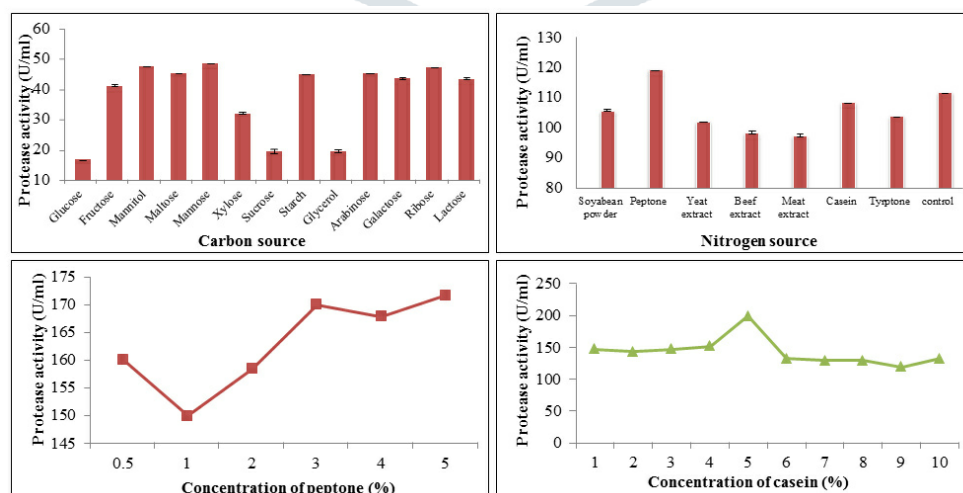 Protease activity (U/ml)
60
50
40
30
20
10
Glucose
Fructose
Mannitol
Maltose
Mannose
Xylose
Sucrose
Starch
Glycerol
Arabinose
Galactose
Ribose
Lactose
Carbon source
Protease activity (U/ml)
130
120
110
100
90
80
Soyabean
powder
Peptone
Yeat
extract
Beef
extract
Meat
extract
Casein
Tyrptone
control
Nitrogen source
Protease activity (U/ml)
175
170
165
160
155
150
145
0.5 1 2 3 4 5
Concentration of peptone (%)
Protease activity (U/ml)
250
200
150
100
50
0
1 2 3 4 5 6 7 8 9 10
Concentration of casein (%)